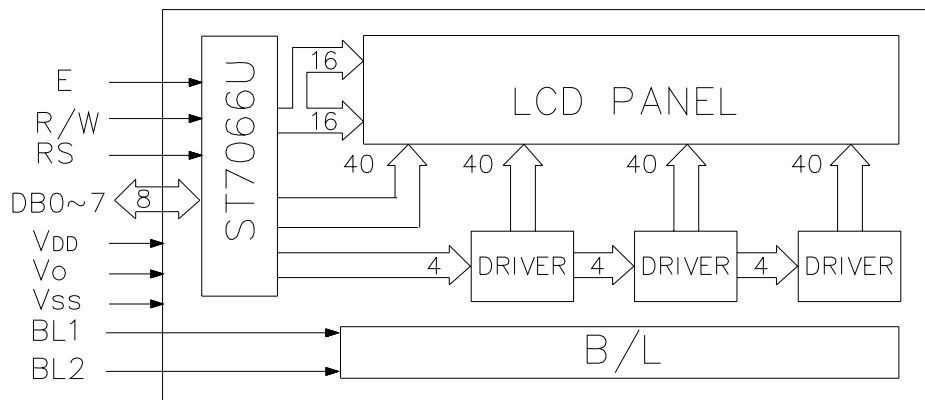 E
R/W
RS
DB0~7
8
VDD
Vo
Vss
BL1
BL2
ST7066U
16
16
LCD PANEL
40
40
40
40
4
DRIVER
4
DRIVER
4
DRIVER
B/L